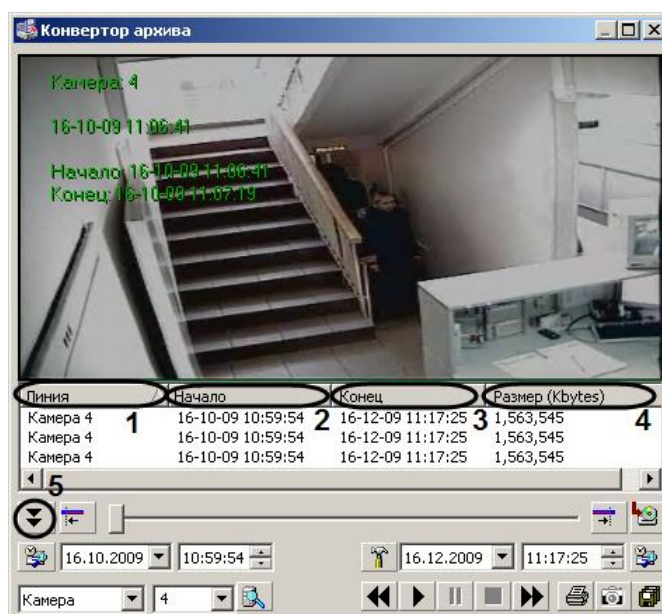 Конвертор архива
Камера: 4
16-10-09 11:06:41
Начало: 16-10-09 11:06:41
Конец: 16-10-09 11:07:19
Линия / Начало Конец Размер (Kbytes)
1 2 3 4
Камера 4 16-10-09 10:59:54 16-12-09 11:17:25 1,563,545
Камера 4 16-10-09 10:59:54 16-12-09 11:17:25 1,563,545
Камера 4 16-10-09 10:59:54 16-12-09 11:17:25 1,563,545
5
16.10.2009 10:59:54 16.12.2009 11:17:25
Камера 4